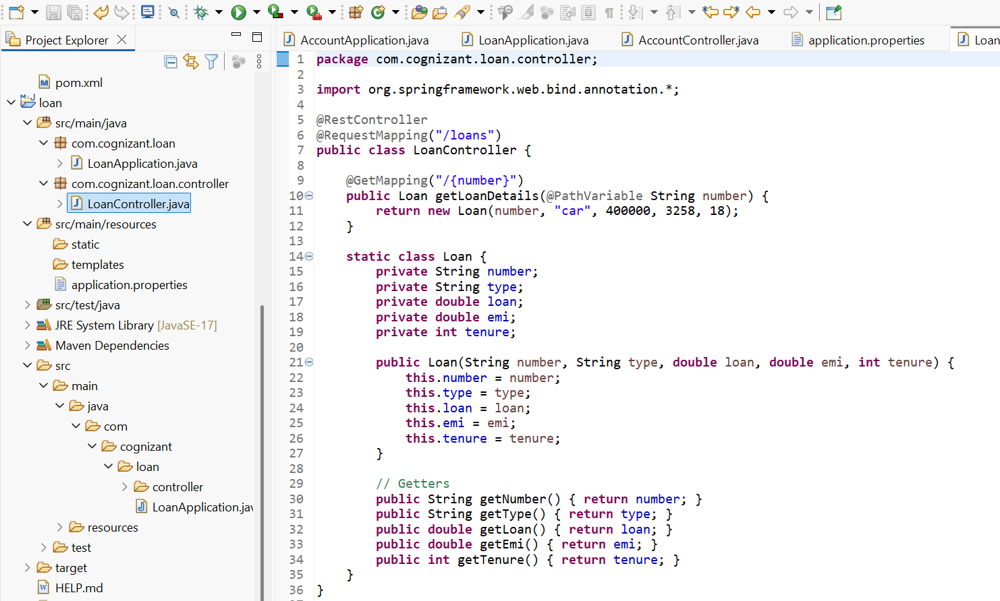 Project Explorer
AccountApplication.java
LoanApplication.java
AccountController.java
application.properties
Loan
pom.xml
loan
src/main/java
com.cognizant.loan
LoanApplication.java
com.cognizant.loan.controller
LoanController.java
src/main/resources
static
templates
application.properties
src/test/java
JRE System Library [JavaSE-17]
Maven Dependencies
src
main
java
com
cognizant
loan
controller
LoanApplication.jav
resources
test
target
HELP.md
1 package com.cognizant.loan.controller;
2
3 import org.springframework.web.bind.annotation.*;
4
5 @RestController
6 @RequestMapping("/loans")
7 public class LoanController {
8
9     @GetMapping("/{number}")
10     public Loan getLoanDetails(@PathVariable String number) {
11         return new Loan(number, "car", 400000, 3258, 18);
12     }
13
14     static class Loan {
15         private String number;
16         private String type;
17         private double loan;
18         private double emi;
19         private int tenure;
20
21         public Loan(String number, String type, double loan, double emi, int tenure) {
22             this.number = number;
23             this.type = type;
24             this.loan = loan;
25             this.emi = emi;
26             this.tenure = tenure;
27         }
28
29         // Getters
30         public String getNumber() { return number; }
31         public String getType() { return type; }
32         public double getLoan() { return loan; }
33         public double getEmi() { return emi; }
34         public int getTenure() { return tenure; }
35     }
36 }